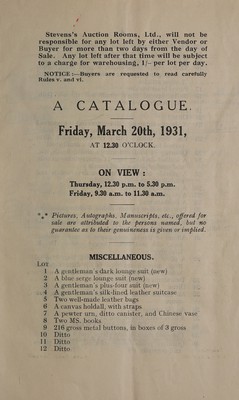 Stevens's Auction Rooms, Ltd., will not be
responsible for any lot left by either Vendor or
Buyer for more than two days from the day of
Sale. Any lot left after that time will be subject
to a charge for warehousing, 1/- per lot per day.
NOTICE:—Buyers are requested to read carefully
Rules v. and vi.
A CATALOGUE.
Friday, March 20th, 1931,
AT 12.30 O'CLOCK.
ON VIEW:
Thursday, 12.30 p.m. to 5.30 p.m.
Friday, 9.30 a.m. to 11.30 a.m.
*** Pictures, Autographs, Manuscripts, etc., offered for
sale are attributed to the persons named, but no
guarantee as to their genuineness is given or implied.
MISCELLANEOUS.
LOT
1 A gentleman's dark lounge suit (new)
2 A blue serge lounge suit (new)
3 A gentleman's plus-four suit (new)
4 A gentleman's silk-lined leather suitcase
5 Two well-made leather bags
6 A canvas holdall, with straps
7 A pewter urn, ditto canister, and Chinese vase
8 Two MS. books
9 216 gross metal buttons, in boxes of 3 gross
10 Ditto
11 Ditto
12 Ditto